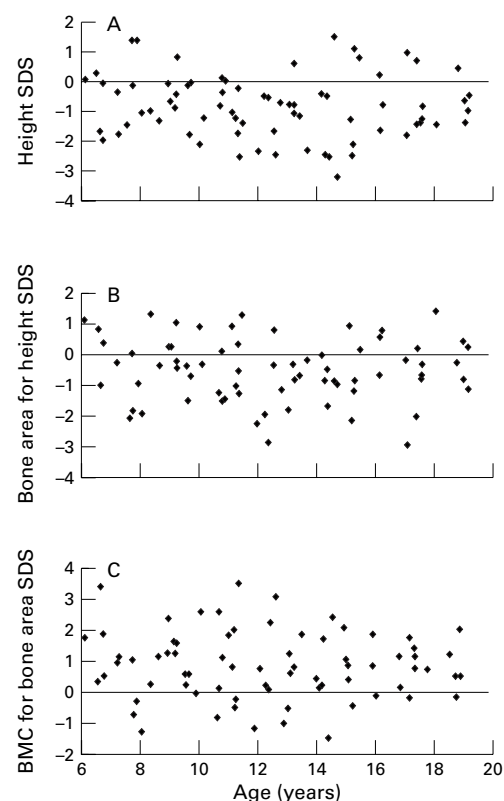 A
Height SDS
2
1
0
−1
−2
−3
−4
B
Bone area for height SDS
2
1
0
−1
−2
−3
−4
C
BMC for bone area SDS
4
3
2
1
0
−1
−2
6 8 10 12 14 16 18 20
Age (years)